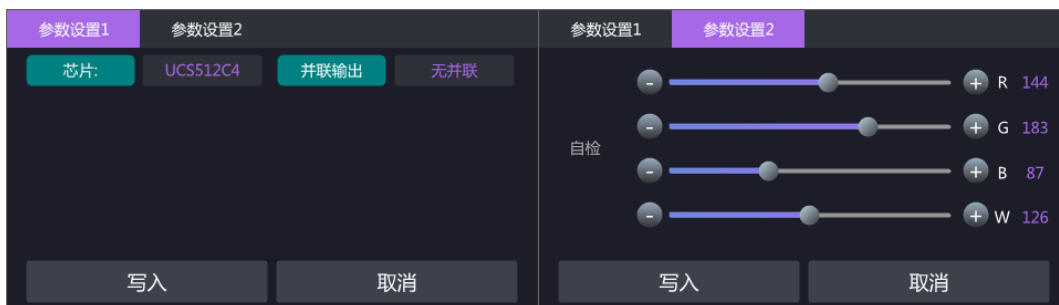 参数设置1 参数设置2
芯片: UCS512C4 并联输出 无并联
写入 取消
参数设置1 参数设置2
自检
- + R 144
- + G 183
- + B 87
- + W 126
写入 取消